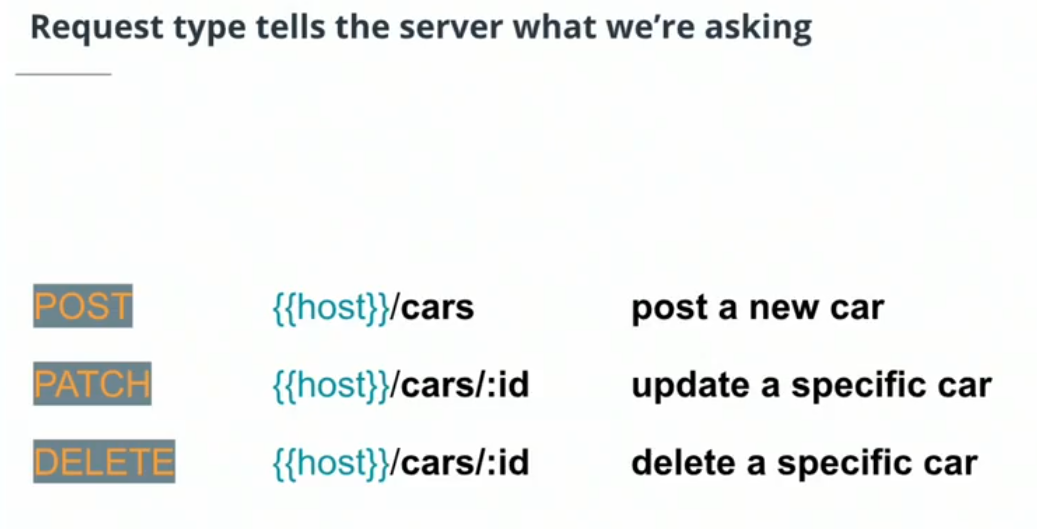 Request type tells the server what we’re asking
POST {{host}}/cars post a new car
PATCH {{host}}/cars/:id update a specific car
DELETE {{host}}/cars/:id delete a specific car